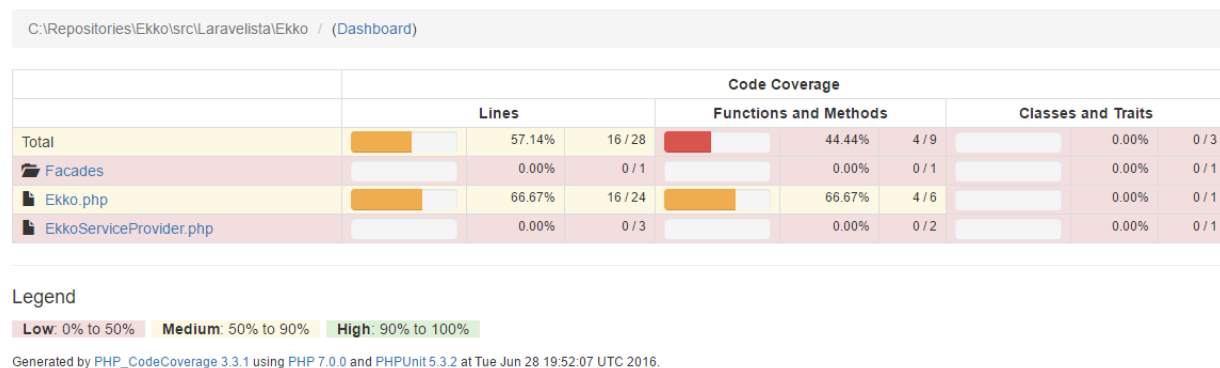 C:\Repositories\Ekko\src\Laravelista\Ekko / (Dashboard)
Code Coverage
Lines Functions and Methods Classes and Traits
Total 57.14% 16 / 28 44.44% 4 / 9 0.00% 0 / 3
Facades 0.00% 0 / 1 0.00% 0 / 1 0.00% 0 / 1
Ekko.php 66.67% 16 / 24 66.67% 4 / 6 0.00% 0 / 1
EkkoServiceProvider.php 0.00% 0 / 3 0.00% 0 / 2 0.00% 0 / 1
Legend
Low: 0% to 50% Medium: 50% to 90% High: 90% to 100%
Generated by PHP_CodeCoverage 3.3.1 using PHP 7.0.0 and PHPUnit 5.3.2 at Tue Jun 28 19:52:07 UTC 2016.